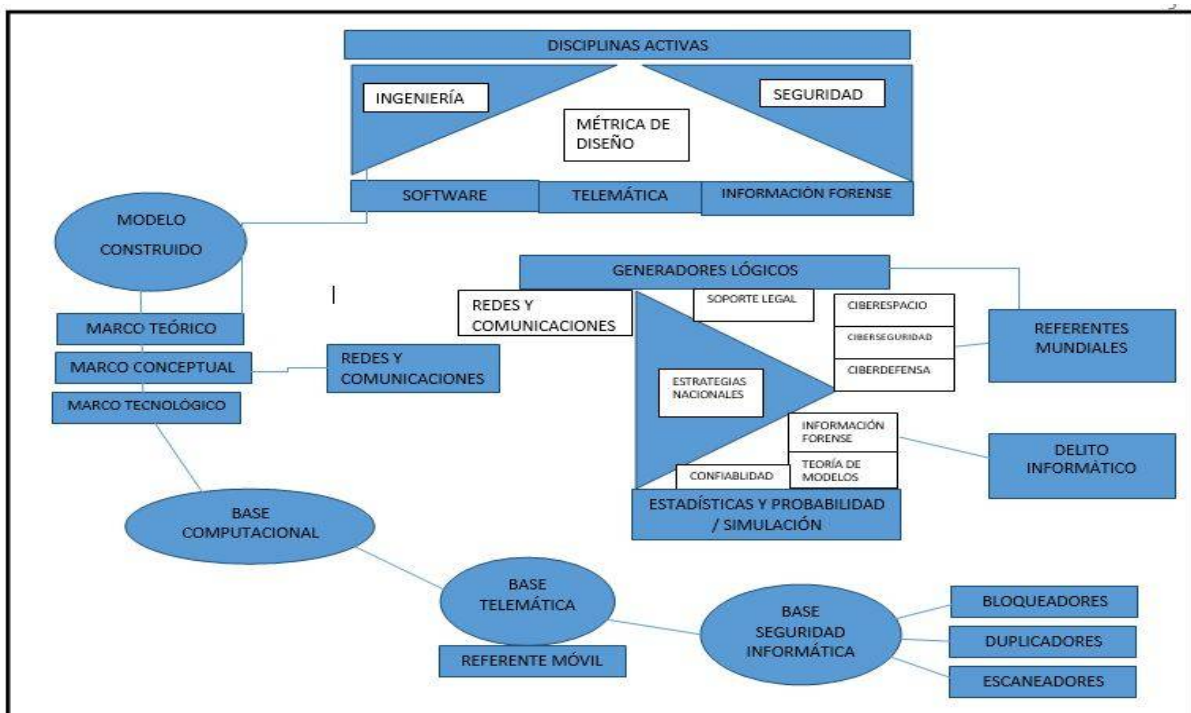 DISCIPLINAS ACTIVAS
INGENIERÍA
SEGURIDAD
MÉTRICA DE
DISEÑO
SOFTWARE
TELEMÁTICA
INFORMACIÓN FORENSE
MODELO
CONSTRUIDO
GENERADORES LÓGICOS
REDES Y
COMUNICACIONES
SOPORTE LEGAL
CIBERESPACIO
CIBERSEGURIDAD
CIBERDEFENSA
REFERENTES
MUNDIALES
MARCO TEÓRICO
MARCO CONCEPTUAL
MARCO TECNOLÓGICO
REDES Y
COMUNICACIONES
ESTRATEGIAS
NACIONALES
INFORMACIÓN
FORENSE
TEORÍA DE
MODELOS
CONFIABLIDAD
DELITO
INFORMÁTICO
ESTADÍSTICAS Y PROBABILIDAD
/ SIMULACIÓN
BASE
COMPUTACIONAL
BASE
TELEMÁTICA
REFERENTE MÓVIL
BASE
SEGURIDAD
INFORMÁTICA
BLOQUEADORES
DUPLICADORES
ESCANEADORES